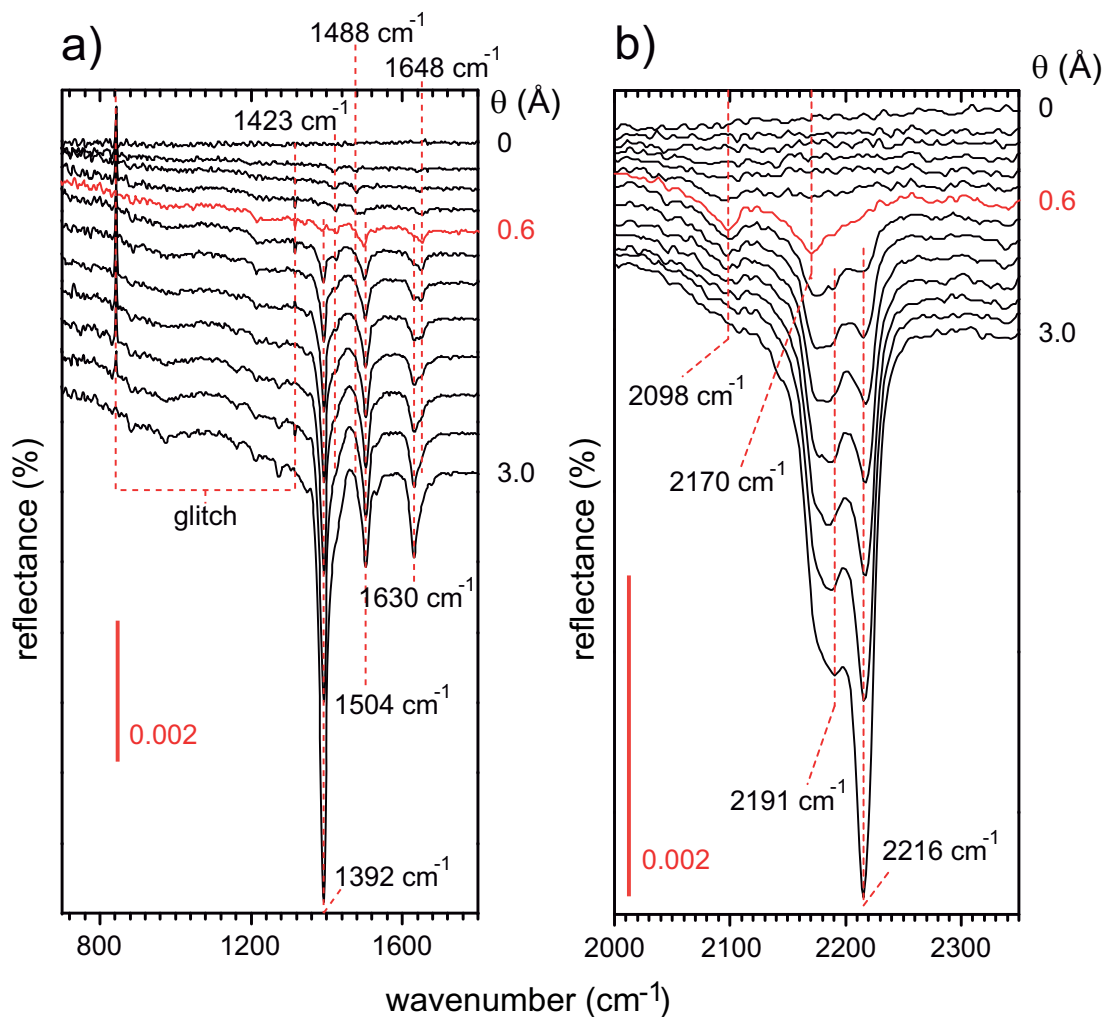 a)
1488 cm-1
1648 cm-1
1423 cm-1
θ (Å)
0
0.6
3.0
glitch
1630 cm-1
1504 cm-1
0.002
1392 cm-1
reflectance (%)
800
1200
1600
b)
θ (Å)
0
0.6
3.0
2098 cm-1
2170 cm-1
2191 cm-1
2216 cm-1
0.002
reflectance (%)
2000
2100
2200
2300
wavenumber (cm-1)